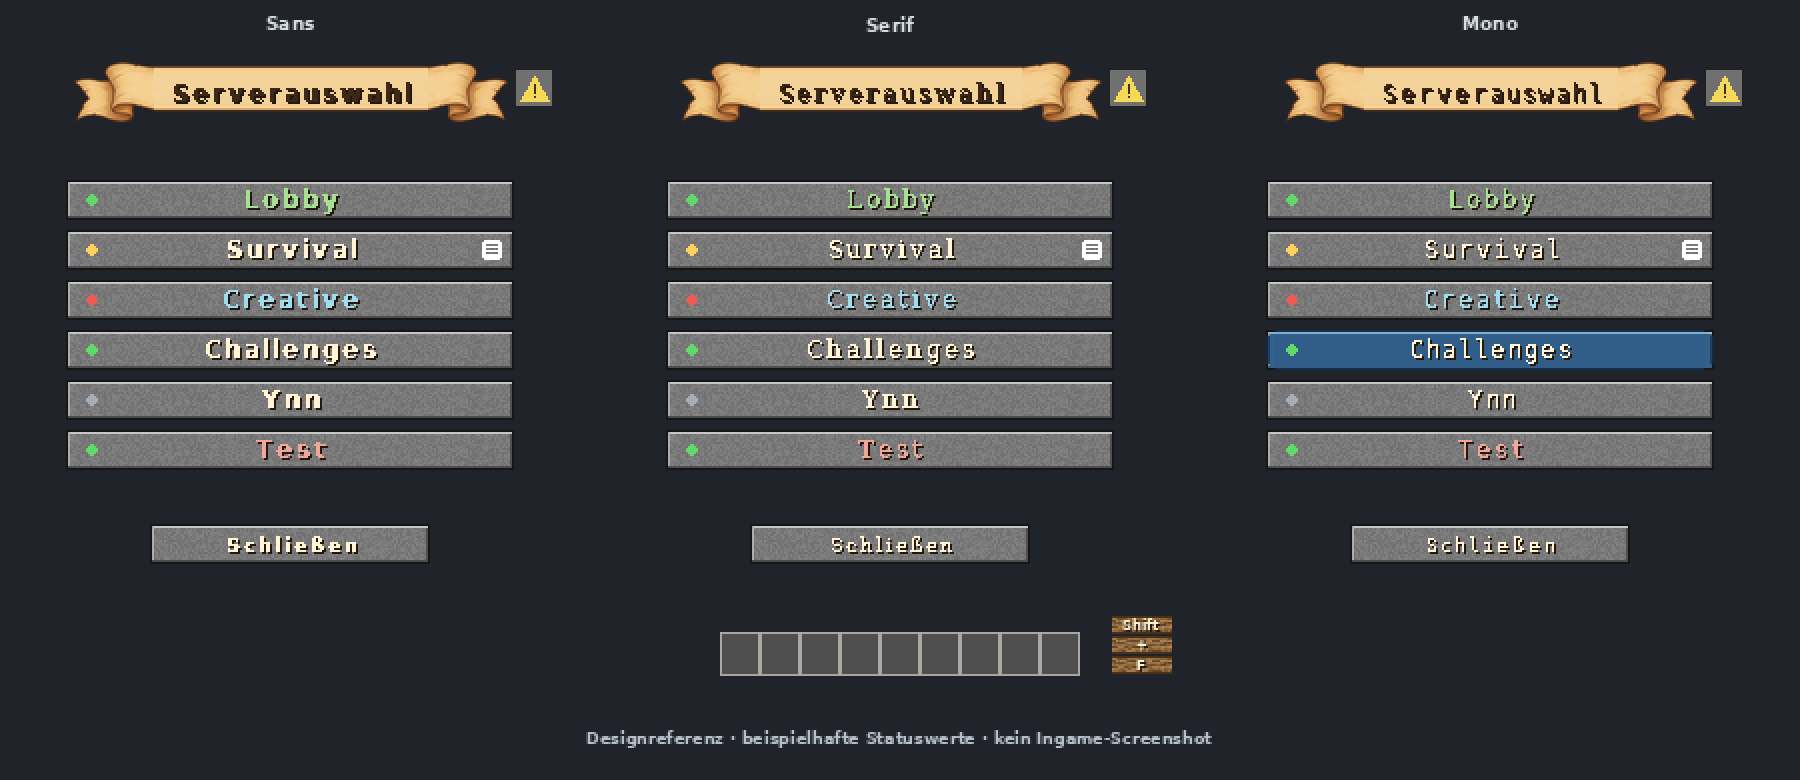 Sans
Serverauswahl
Lobby
Survival
Creative
Challenges
Ynn
Test
Schließen
Serif
Serverauswahl
Lobby
Survival
Creative
Challenges
Ynn
Test
Schließen
Mono
Serverauswahl
Lobby
Survival
Creative
Challenges
Ynn
Test
Schließen
Shift
+
F
Designreferenz · beispielhafte Statuswerte · kein Ingame-Screenshot